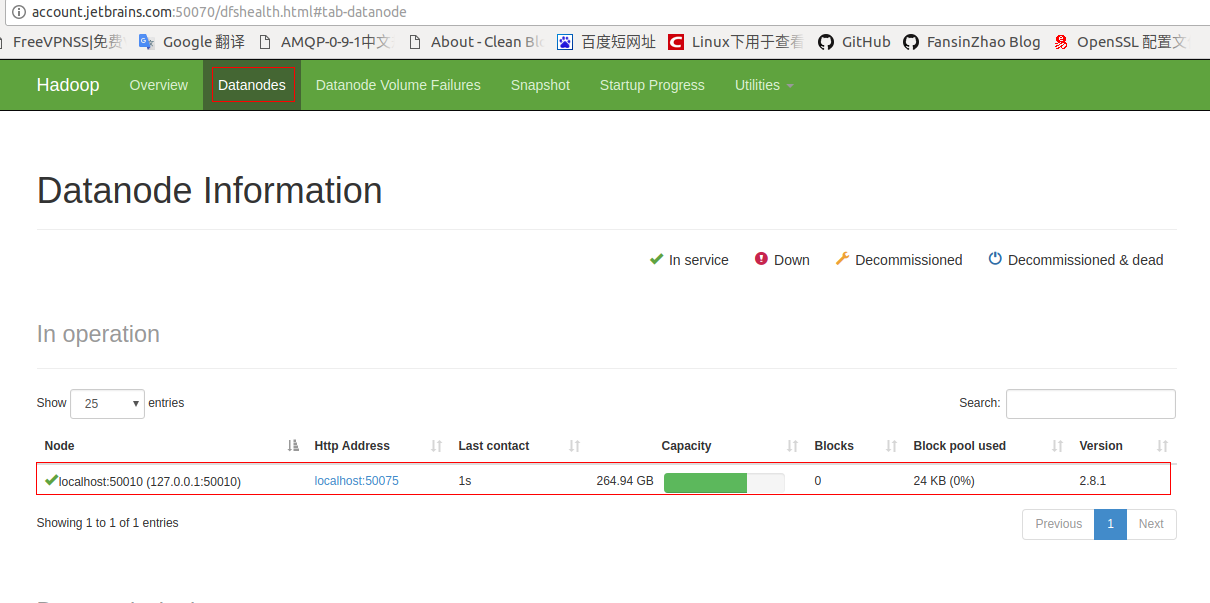 account.jetbrains.com:50070/dfshealth.html#tab-datanode
FreeVPNSS|免费 Google 翻译 AMQP-0-9-1中文 About - Clean Bl 百度短网址 Linux下用于查看 GitHub FansinZhao Blog OpenSSL 配置文
Hadoop Overview Datanodes Datanode Volume Failures Snapshot Startup Progress Utilities
Datanode Information
In service Down Decommissioned Decommissioned & dead
In operation
Show 25 entries Search:
Node Http Address Last contact Capacity Blocks Block pool used Version
localhost:50010 (127.0.0.1:50010) localhost:50075 1s 264.94 GB 0 24 KB (0%) 2.8.1
Showing 1 to 1 of 1 entries Previous 1 Next